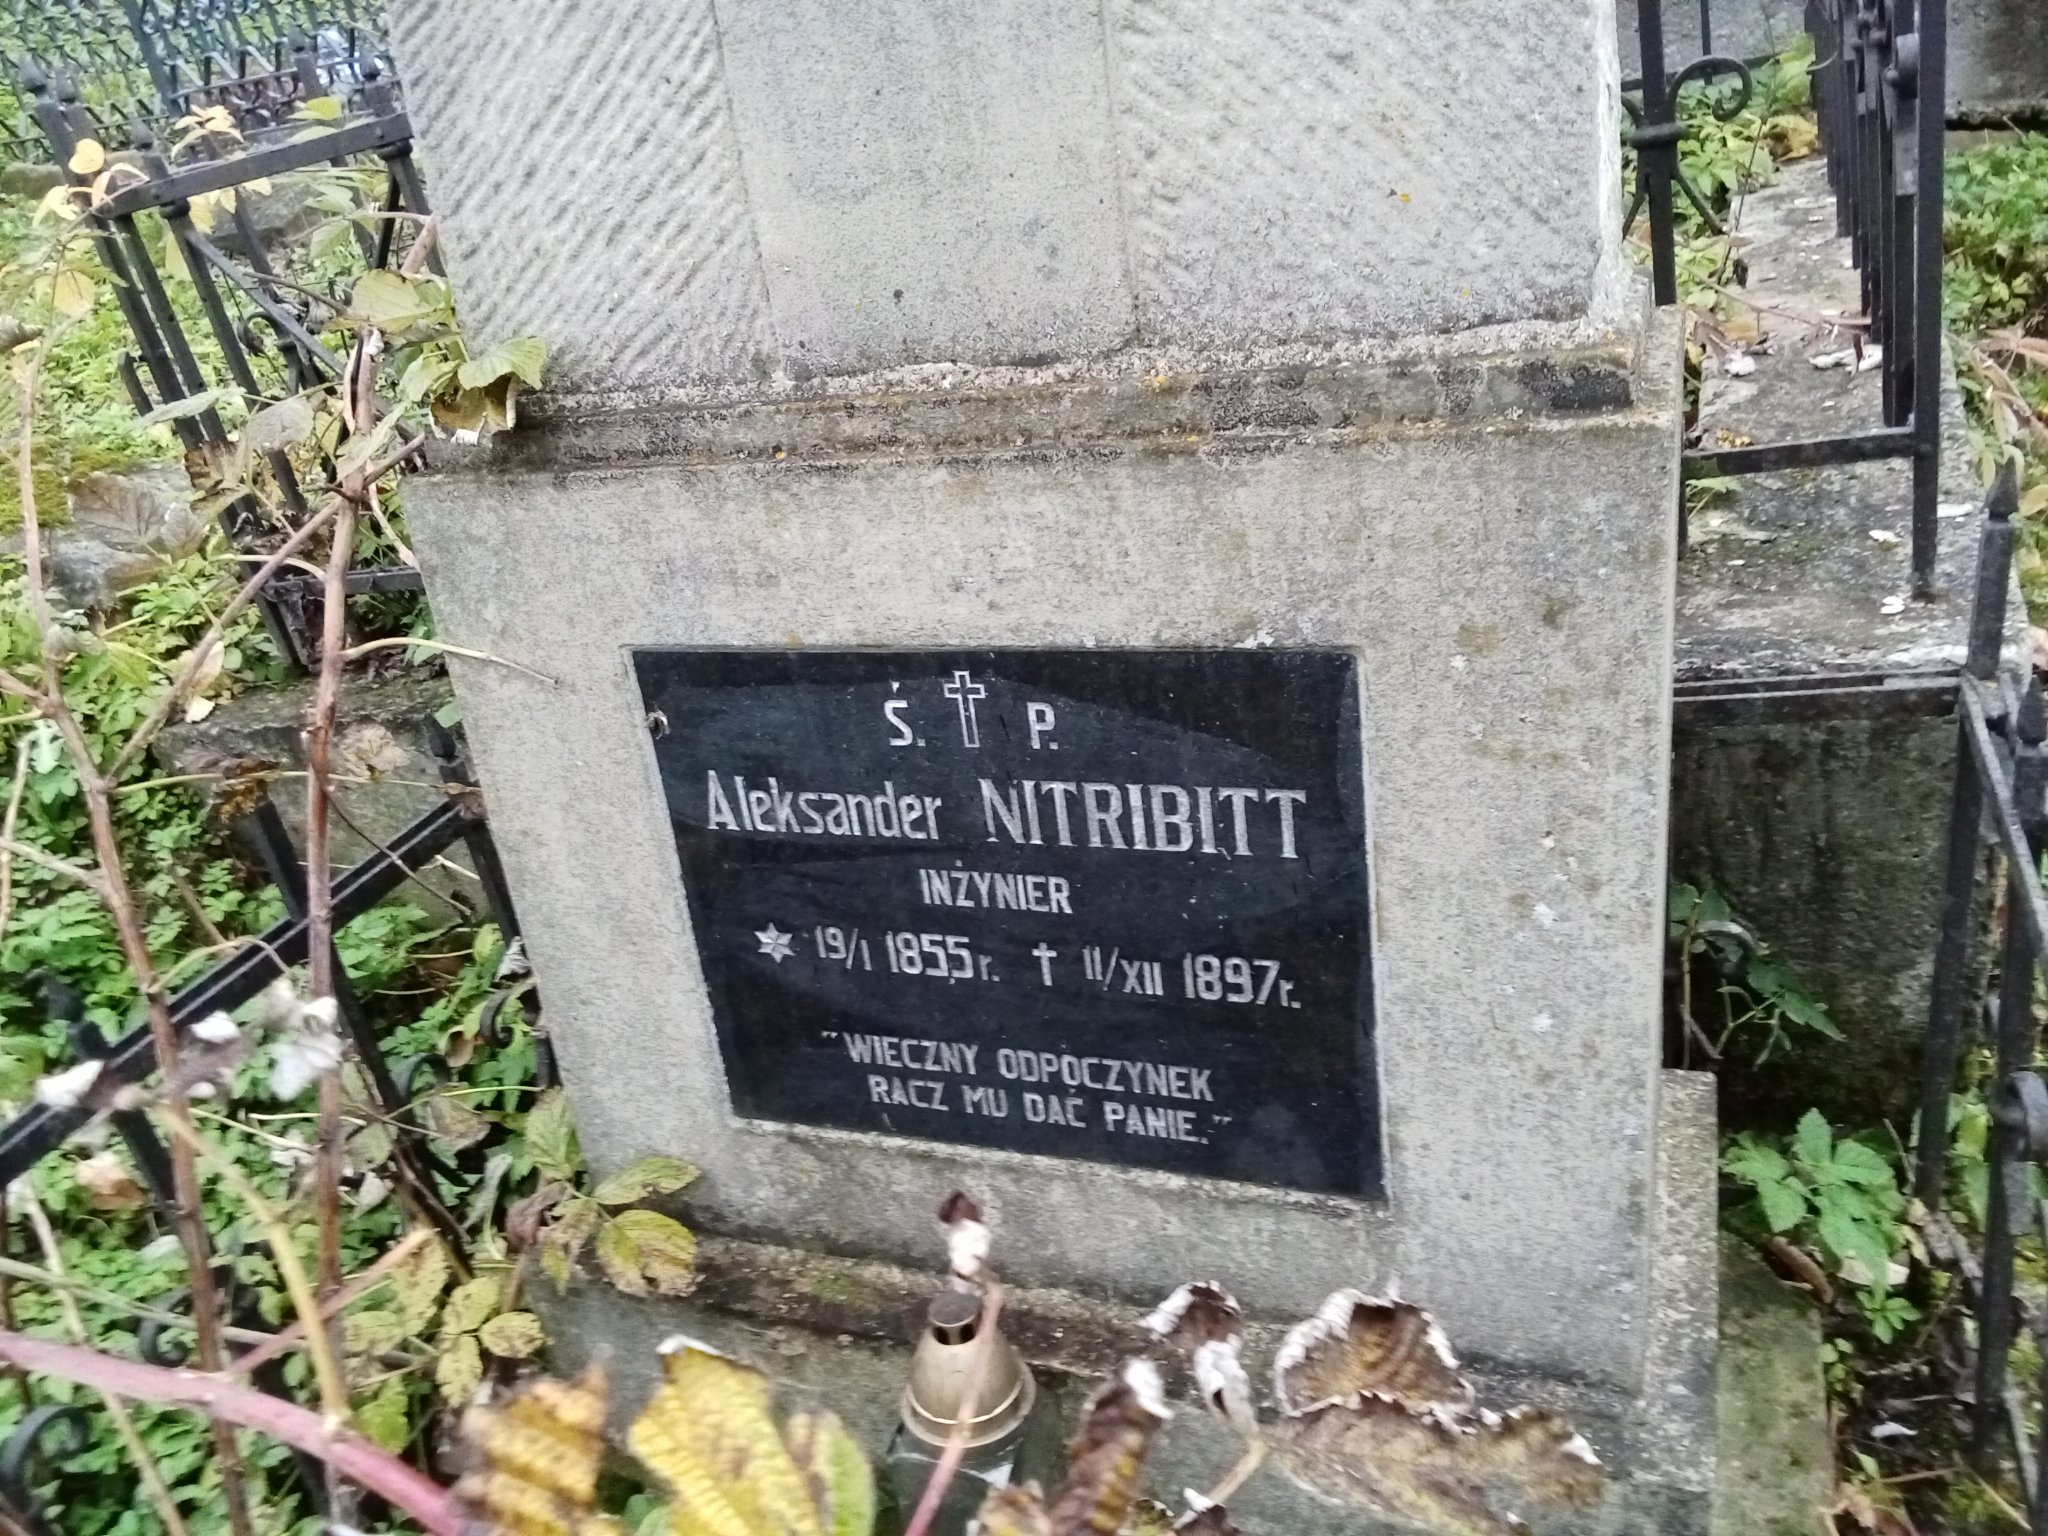 Ś. † P.
Aleksander NITRIBITT
INŻYNIER
* 19/I 1855 r. † 11/XII 1897 r.
"WIECZNY ODPOCZYNEK
RACZ MU DAĆ PANIE."